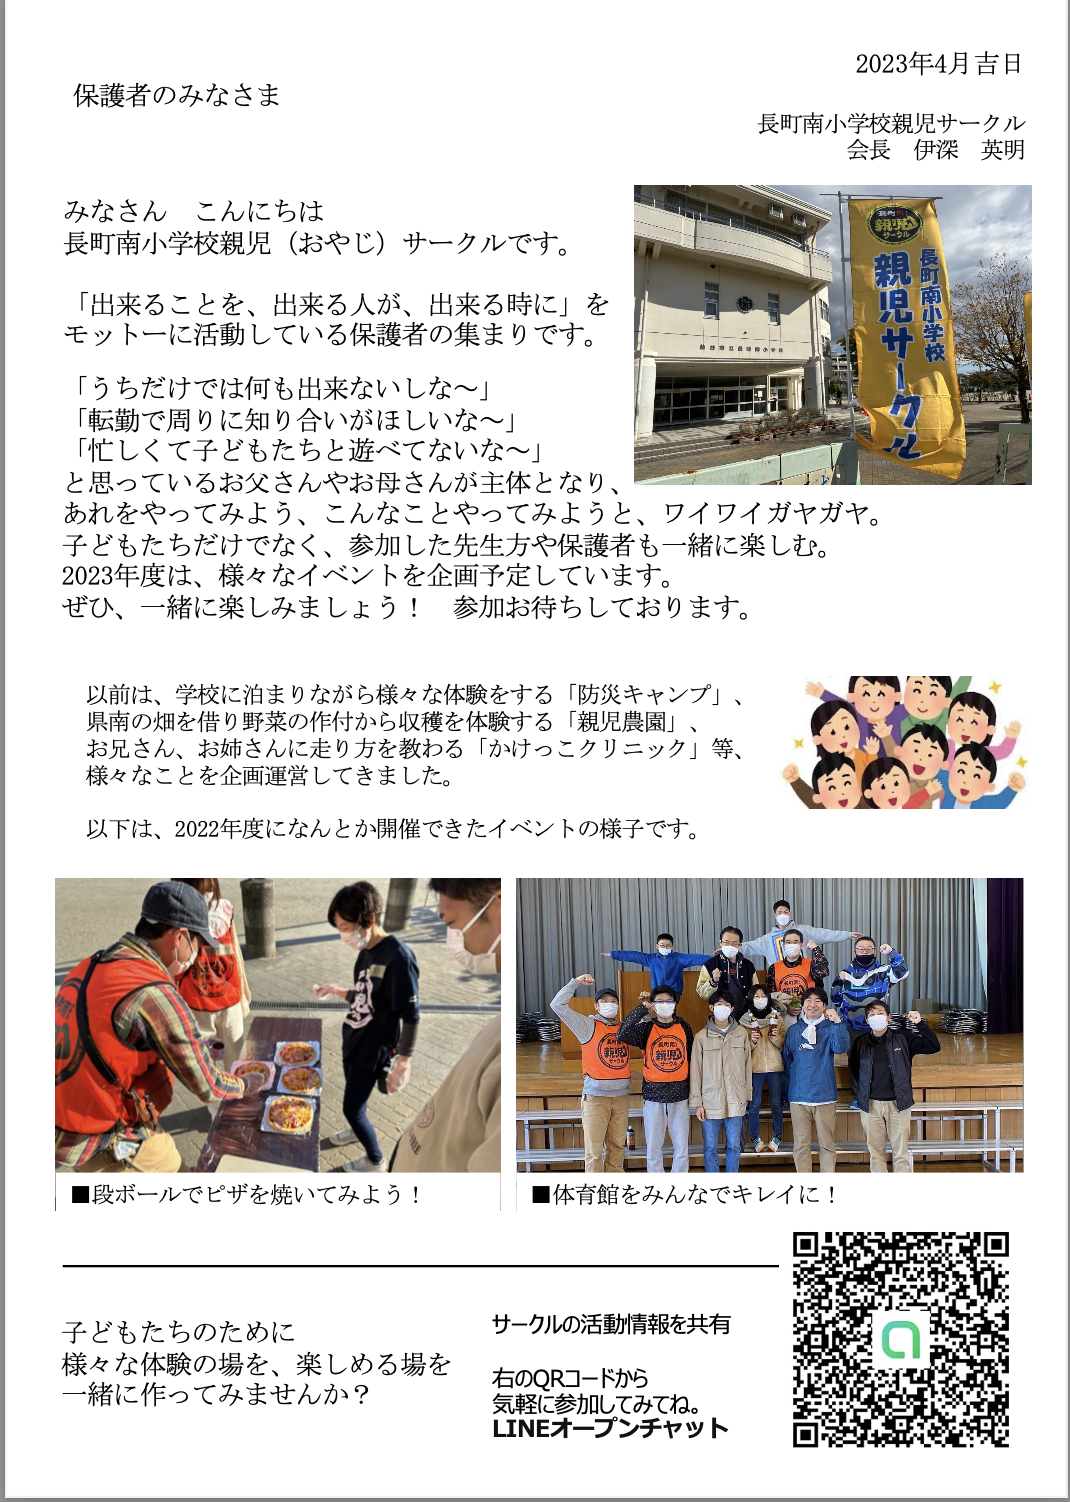 2023年4月吉日
保護者のみなさま
長町南小学校親児サークル
会長　伊深　英明
みなさん　こんにちは
長町南小学校親児（おやじ）サークルです。
「出来ることを、出来る人が、出来る時に」を
モットーに活動している保護者の集まりです。
「うちだけでは何も出来ないしな～」
「転勤で周りに知り合いがほしいな～」
「忙しくて子どもたちと遊べてないな～」
と思っているお父さんやお母さんが主体となり、
あれをやってみよう、こんなことやってみようと、ワイワイガヤガヤ。
子どもたちだけでなく、参加した先生方や保護者も一緒に楽しむ。
2023年度は、様々なイベントを企画予定しています。
ぜひ、一緒に楽しみましょう！　参加お待ちしております。
長町南小学校
親児サークル
以前は、学校に泊まりながら様々な体験をする「防災キャンプ」、
県南の畑を借り野菜の作付から収穫を体験する「親児農園」、
お兄さん、お姉さんに走り方を教わる「かけっこクリニック」等、
様々なことを企画運営してきました。
以下は、2022年度になんとか開催できたイベントの様子です。
親児
サークル
親児
サークル
■段ボールでピザを焼いてみよう！
■体育館をみんなでキレイに！
子どもたちのために
様々な体験の場を、楽しめる場を
一緒に作ってみませんか？
サークルの活動情報を共有
右のQRコードから
気軽に参加してみてね。
LINEオープンチャット